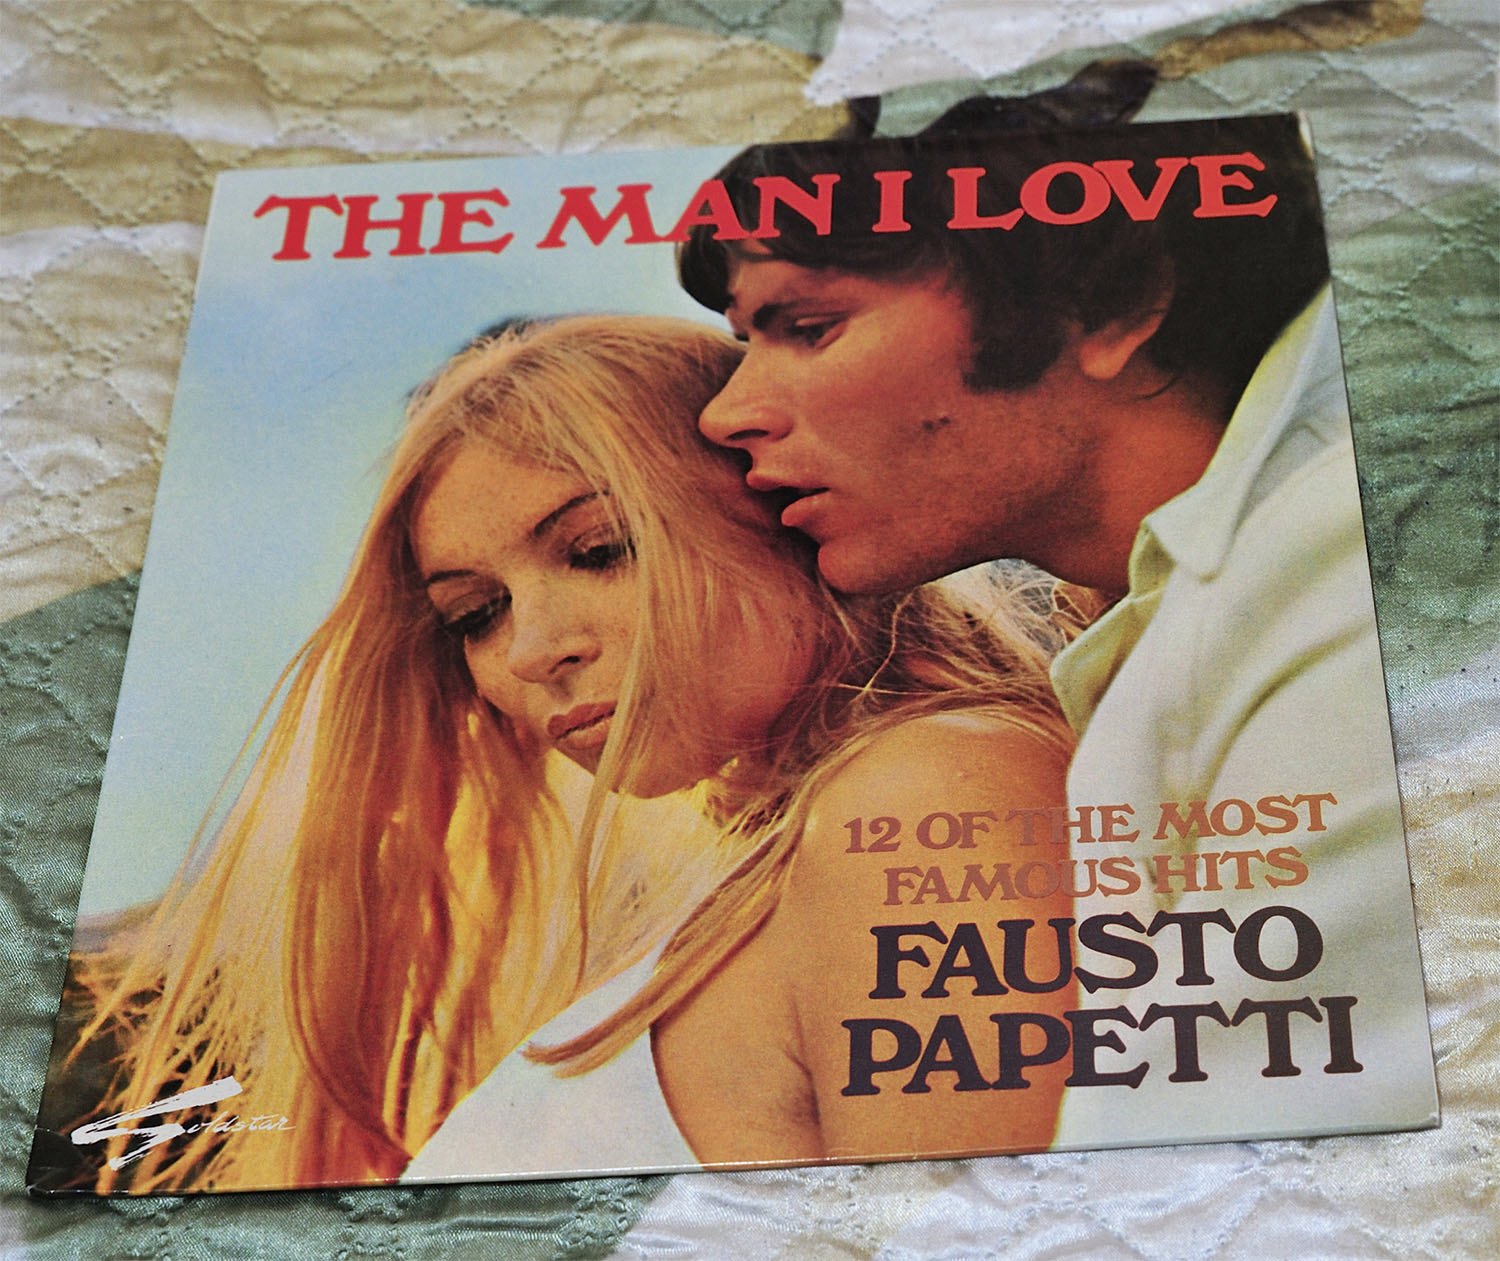 THE MAN I LOVE
12 OF THE MOST
FAMOUS HITS
FAUSTO
PAPETTI
Goldstar